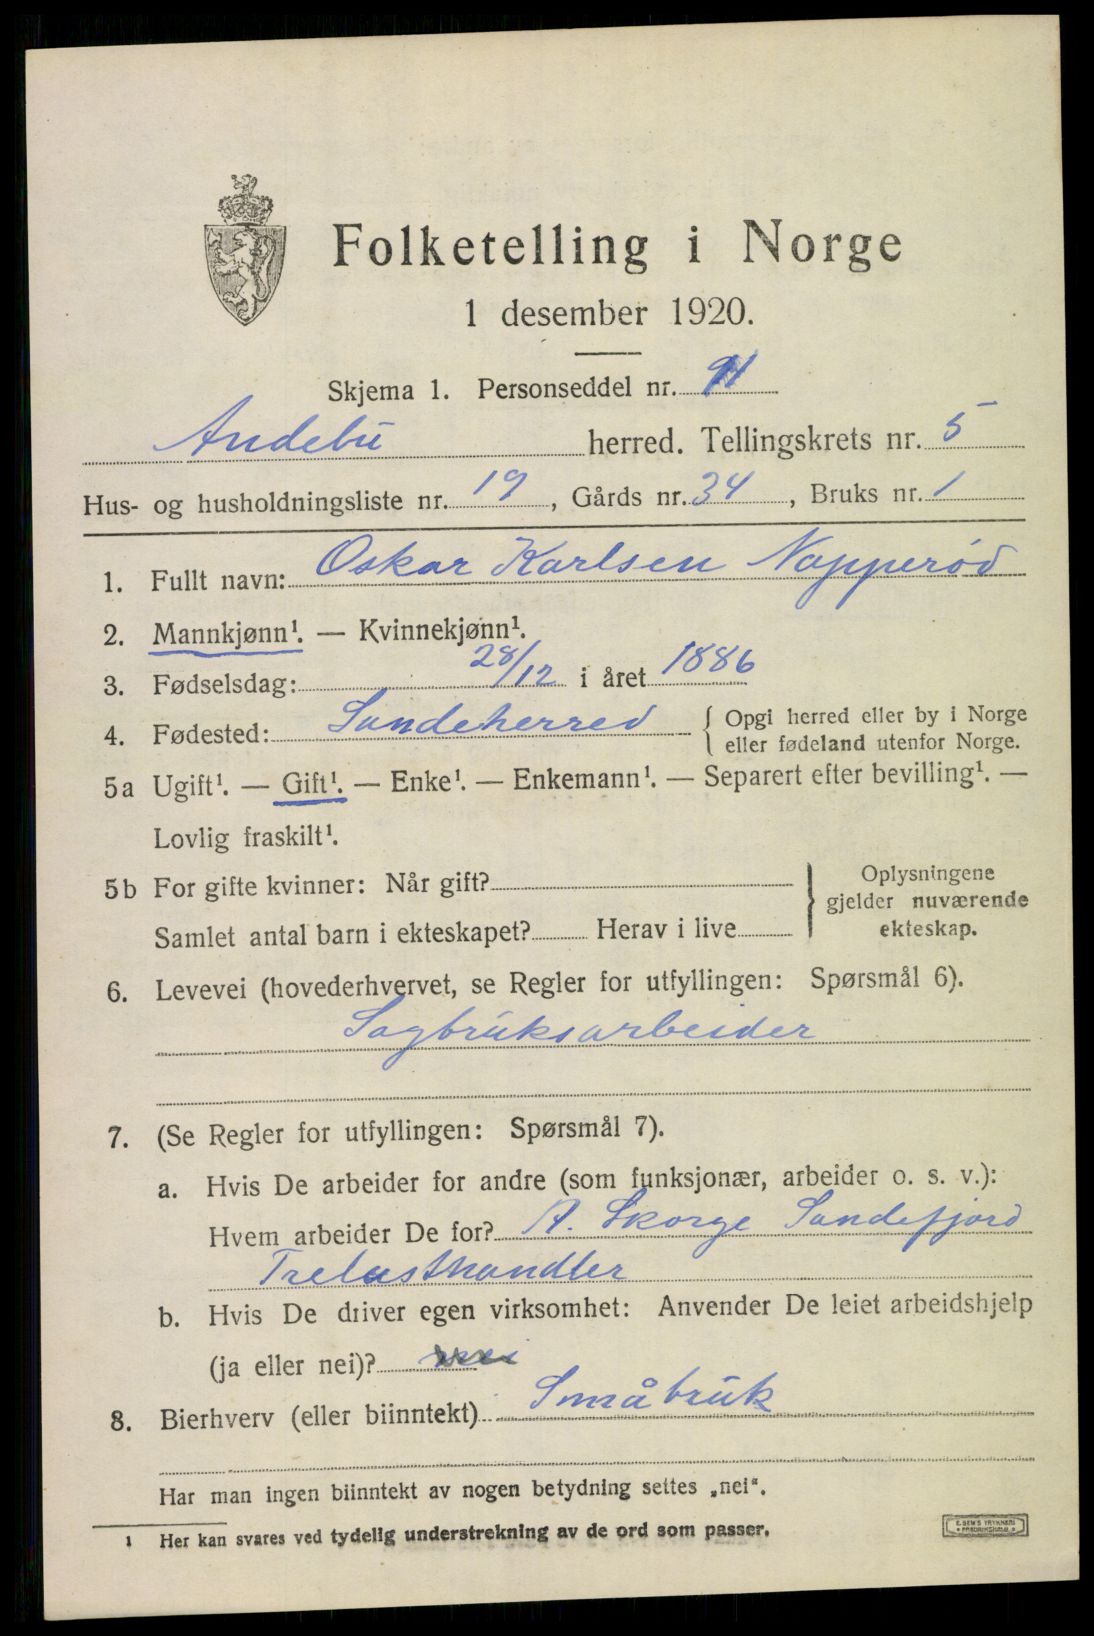 Folketelling i Norge
1 desember 1920.
Skjema 1. Personseddel nr. 91
Andebu herred. Tellingskrets nr. 5
Hus- og husholdningsliste nr. 19, Gårds nr. 34, Bruks nr. 1
1. Fullt navn: Oskar Karlsen Napperød
2. Mannkjønn¹. — Kvinnekjønn¹.
3. Fødselsdag: 28/12 i året 1886
4. Fødested: Sandeherred { Opgi herred eller by i Norge
eller fødeland utenfor Norge.
5a Ugift¹. — Gift¹. — Enke¹. — Enkemann¹. — Separert efter bevilling¹. —
Lovlig fraskilt¹.
5b For gifte kvinner: Når gift?
Samlet antal barn i ekteskapet? Herav i live
} Oplysningene
gjelder nuværende
ekteskap.
6. Levevei (hovederhvervet, se Regler for utfyllingen: Spørsmål 6).
Sagbruksarbeider
7. (Se Regler for utfyllingen: Spørsmål 7).
a. Hvis De arbeider for andre (som funksjonær, arbeider o. s. v.):
Hvem arbeider De for? A. Skorge Sandefjord
Trelasthandler
b. Hvis De driver egen virksomhet: Anvender De leiet arbeidshjelp
(ja eller nei)? nei
8. Bierhverv (eller biinntekt) Småbruk
Har man ingen biinntekt av nogen betydning settes „nei“.
1 Her kan svares ved tydelig understrekning av de ord som passer.
E. SEM'S TRYKKERI
FREDRIKSHALD